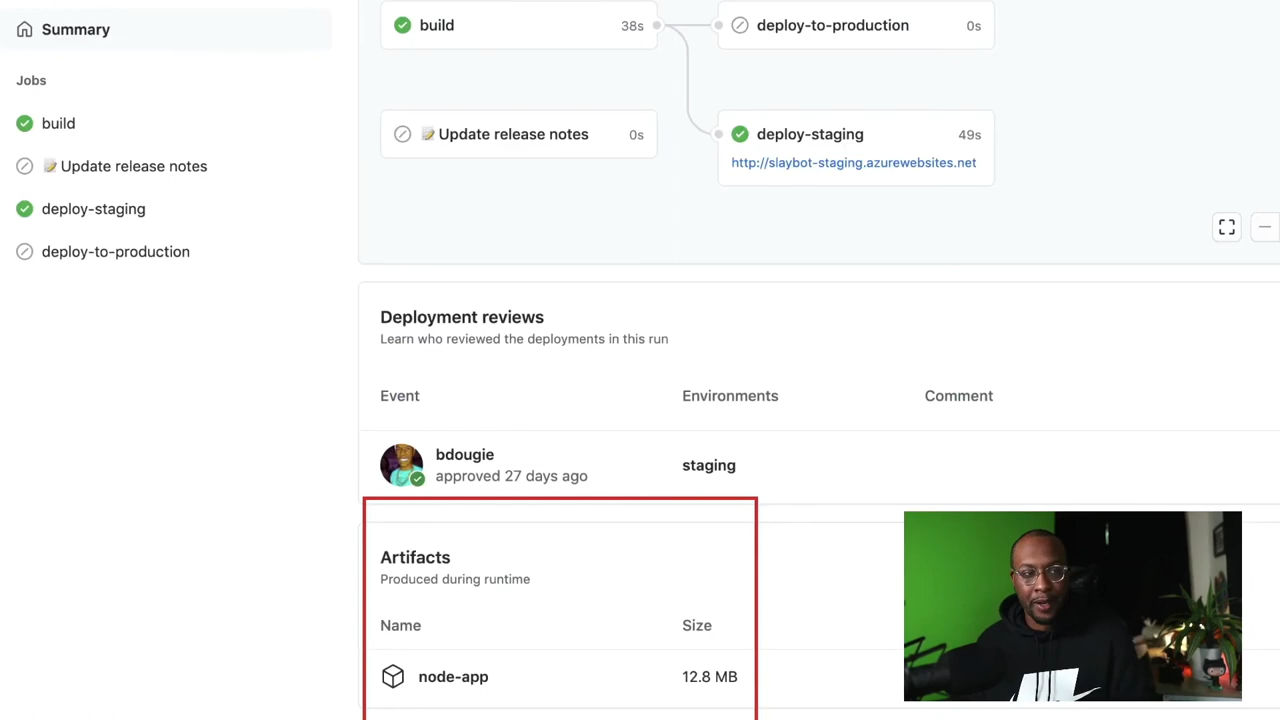 Summary
Jobs
build
Update release notes
deploy-staging
deploy-to-production
build 38s
deploy-to-production 0s
Update release notes 0s
deploy-staging 49s
http://slaybot-staging.azurewebsites.net
Deployment reviews
Learn who reviewed the deployments in this run
Event Environments Comment
bdougie
approved 27 days ago
staging
Artifacts
Produced during runtime
Name Size
node-app 12.8 MB